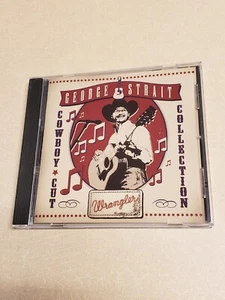 GEORGE STRAIT
COWBOY CUT
COLLECTION
Wrangler